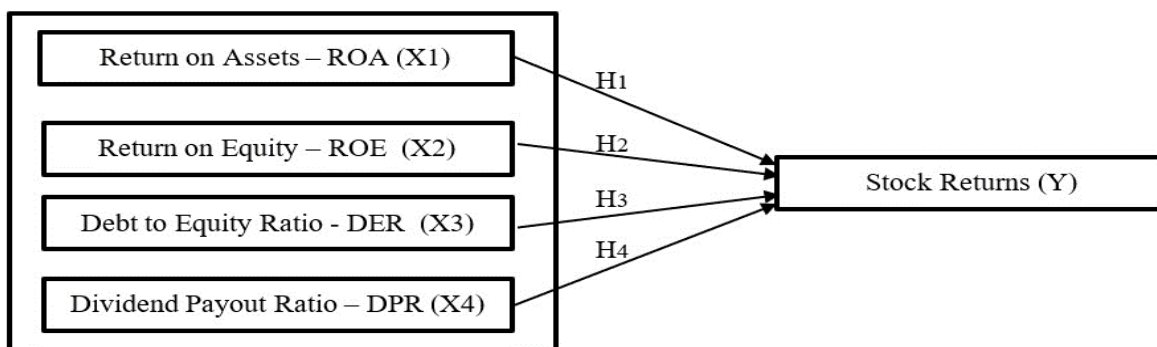 Return on Assets – ROA (X1)
H1
Return on Equity – ROE (X2)
H2
Stock Returns (Y)
Debt to Equity Ratio - DER (X3)
H3
H4
Dividend Payout Ratio – DPR (X4)